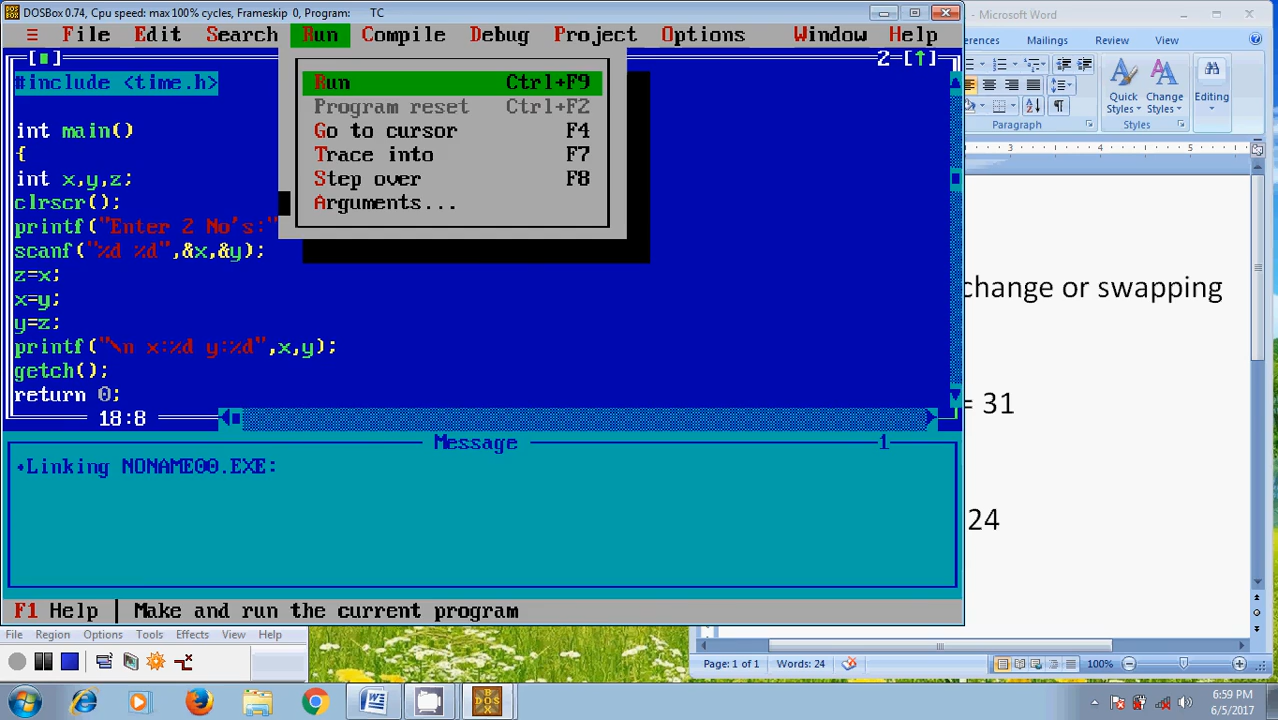 DOSBox 0.74, Cpu speed: max 100% cycles, Frameskip 0, Program: TC
File Edit Search Run Compile Debug Project Options Window Help
2=[↑]
#include <time.h>
int main()
{
int x,y,z;
clrscr();
printf("Enter 2 No's:"
scanf("%d %d",&x,&y);
z=x;
x=y;
y=z;
printf("\n x:%d y:%d",x,y);
getch();
return 0;
18:8
Run Ctrl+F9
Program reset Ctrl+F2
Go to cursor F4
Trace into F7
Step over F8
Arguments...
Message 1
•Linking NONAME00.EXE:
F1 Help | Make and run the current program
File Region Options Tools Effects View Help
- Microsoft Word
erences Mailings Review View
Quick Styles
Change Styles
Editing
Paragraph
Styles
3 4 5
change or swapping
= 31
24
Page: 1 of 1 Words: 24 100%
6:59 PM
6/5/2017